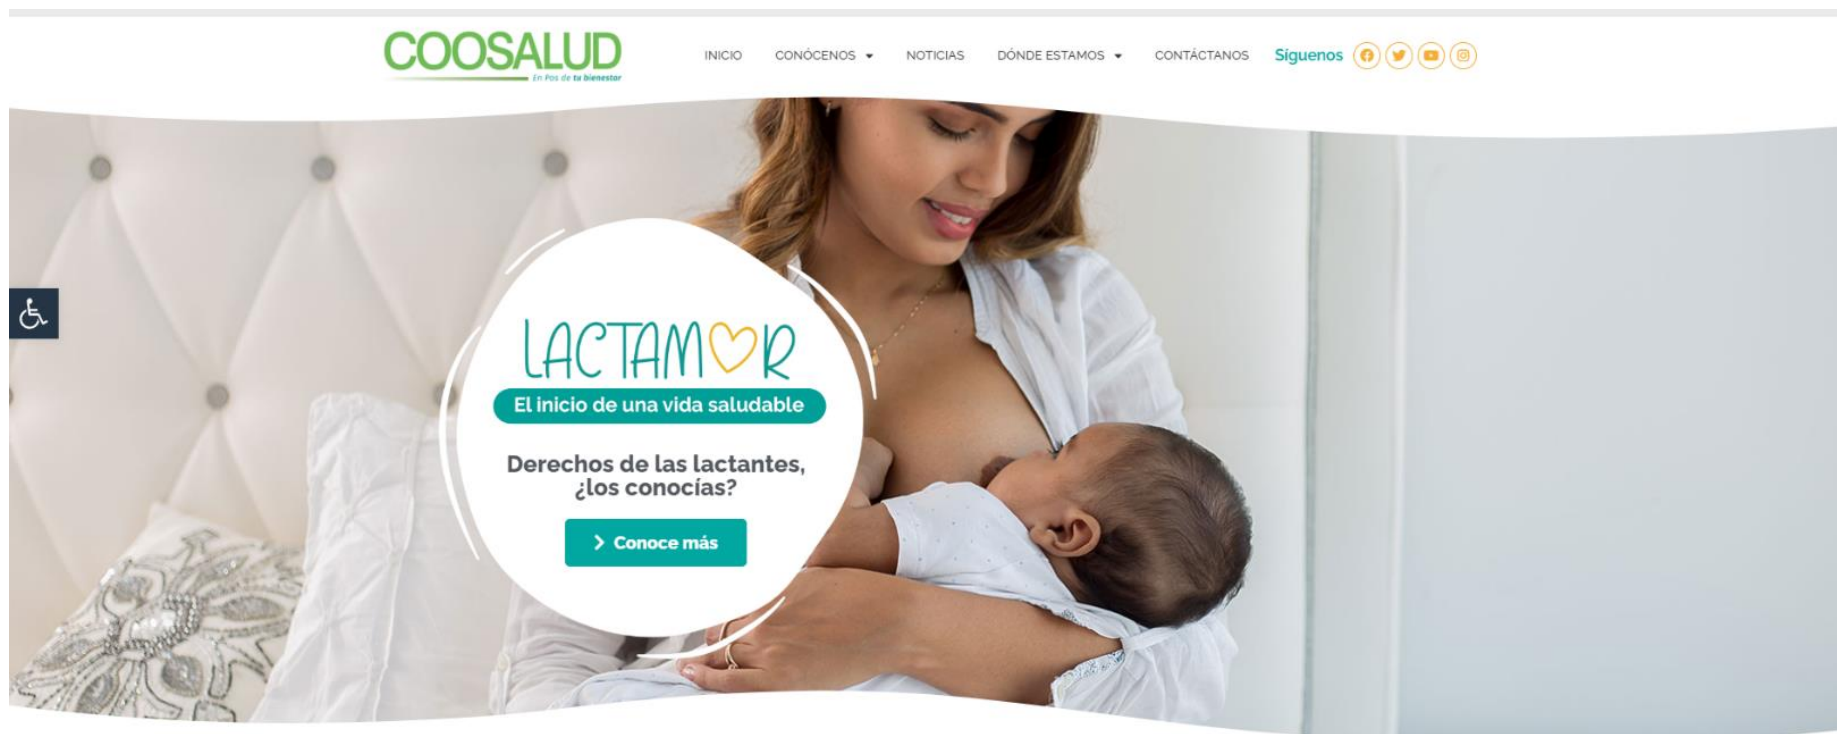 COOSALUD
En Pos de tu bienestar
INICIO CONÓCENOS NOTICIAS DÓNDE ESTAMOS CONTÁCTANOS Síguenos
LACTAMOR
El inicio de una vida saludable
Derechos de las lactantes,
¿los conocías?
Conoce más